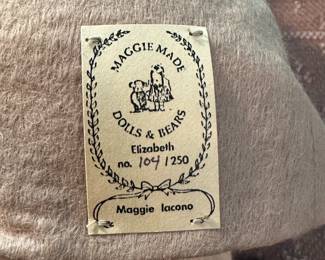 MAGGIE MADE
DOLLS & BEARS
Elizabeth
no. 104/250
Maggie Iacono